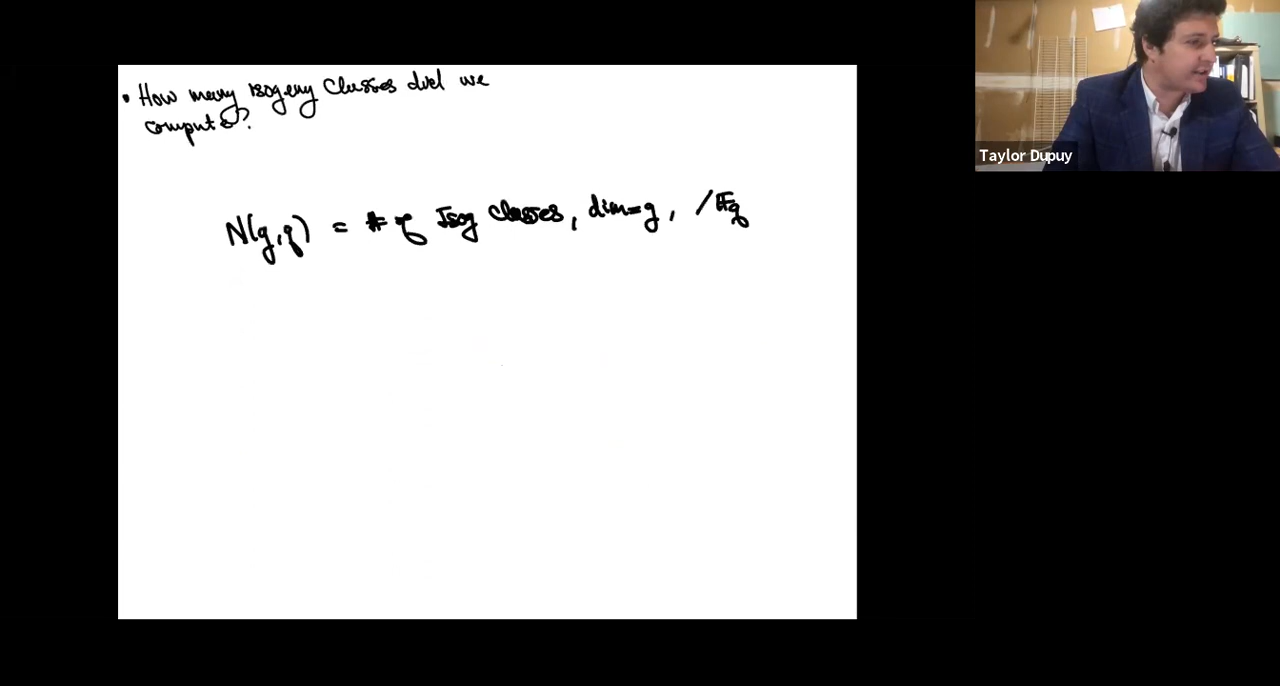 • How many isogeny classes did we
compute?
N(g,q) = # of Isog classes, dim=g, /𝔽q
Taylor Dupuy